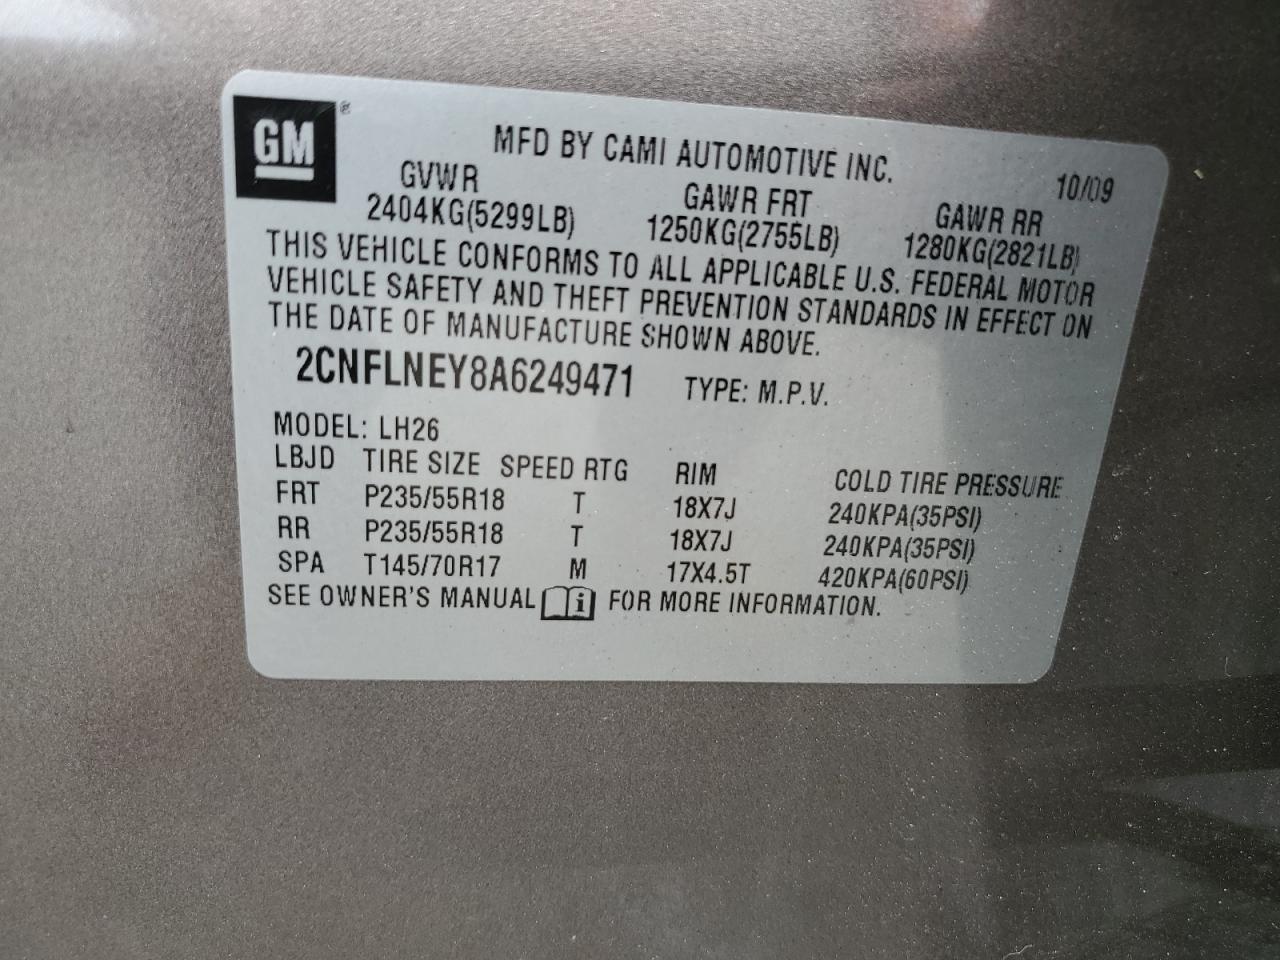 GM ®
MFD BY CAMI AUTOMOTIVE INC. 10/09
GVWR GAWR FRT GAWR RR
2404KG(5299LB) 1250KG(2755LB) 1280KG(2821LB)
THIS VEHICLE CONFORMS TO ALL APPLICABLE U.S. FEDERAL MOTOR
VEHICLE SAFETY AND THEFT PREVENTION STANDARDS IN EFFECT ON
THE DATE OF MANUFACTURE SHOWN ABOVE.
2CNFLNEY8A6249471 TYPE: M.P.V.
MODEL: LH26
LBJD TIRE SIZE SPEED RTG RIM COLD TIRE PRESSURE
FRT P235/55R18 T 18X7J 240KPA(35PSI)
RR P235/55R18 T 18X7J 240KPA(35PSI)
SPA T145/70R17 M 17X4.5T 420KPA(60PSI)
SEE OWNER'S MANUAL i FOR MORE INFORMATION.